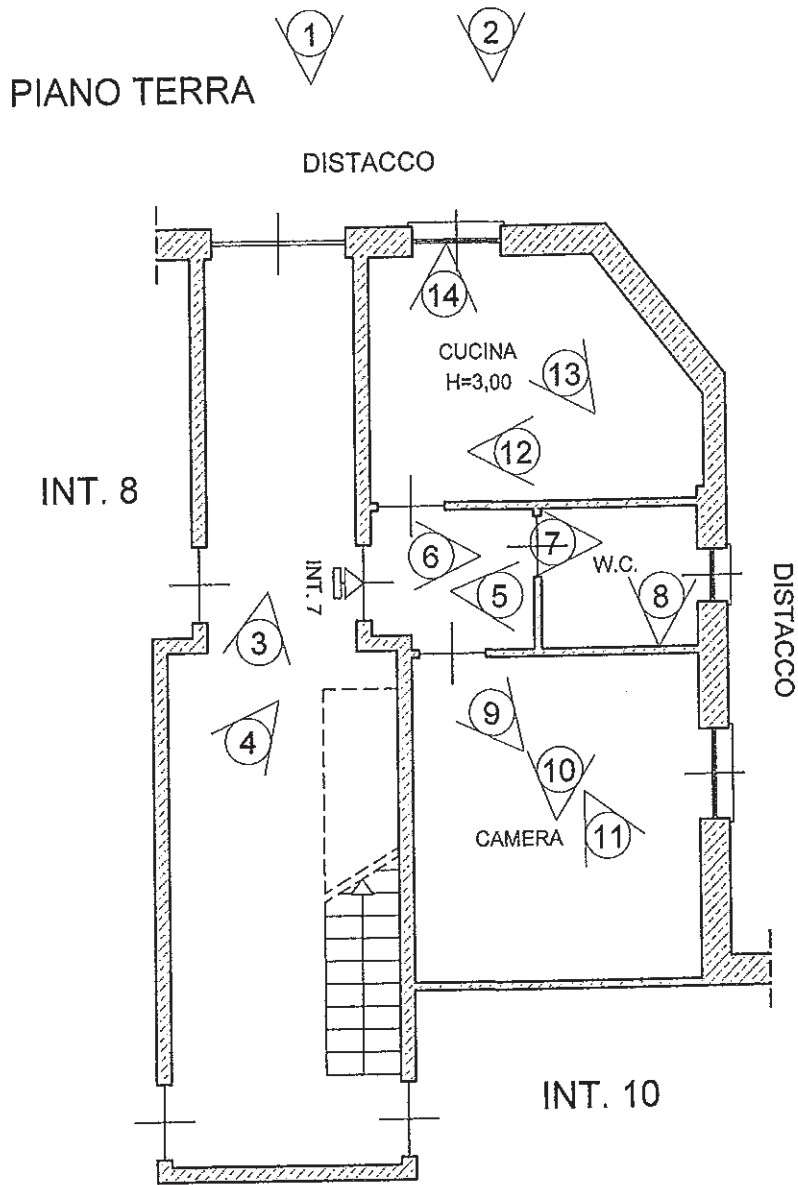 1
2
PIANO TERRA
DISTACCO
14
CUCINA
H=3,00
13
12
INT. 8
6
7
W.C.
INT. 7
5
8
DISTACCO
3
4
9
10
CAMERA
11
INT. 10